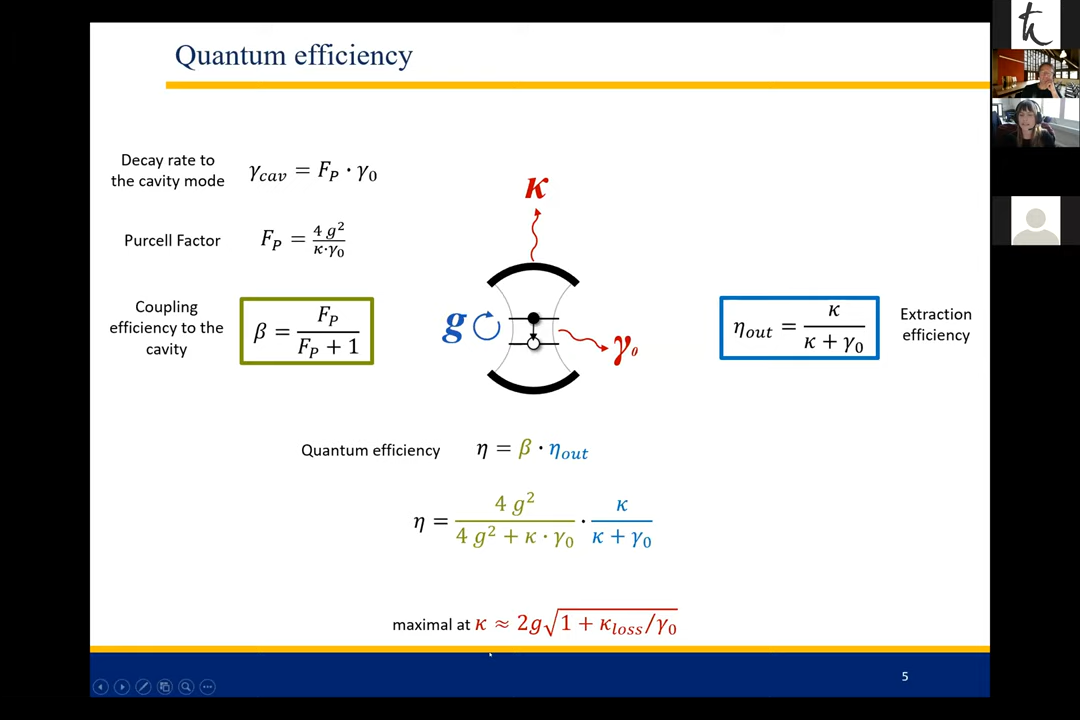 Quantum efficiency
Decay rate to
the cavity mode
γ_cav = F_P · γ_0
κ
Purcell Factor
F_P = 4 g² / κ·γ_0
Coupling
efficiency to the
cavity
β = F_P / F_P + 1
g
γ_0
η_out = κ / κ + γ_0
Extraction
efficiency
Quantum efficiency η = β · η_out
η = 4 g² / 4 g² + κ · γ_0 · κ / κ + γ_0
maximal at κ ≈ 2g√1 + κ_loss/γ_0
5